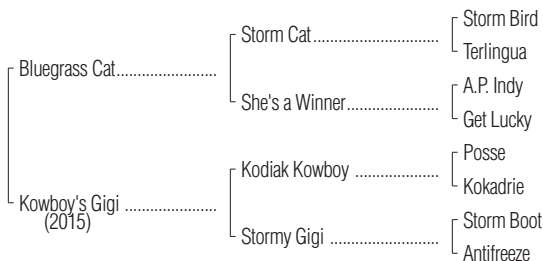 Storm Bird
Storm Cat
Terlingua
Bluegrass Cat
A.P. Indy
She's a Winner
Get Lucky
Posse
Kodiak Kowboy
Kokadrie
Kowboy's Gigi
(2015)
Storm Boot
Stormy Gigi
Antifreeze